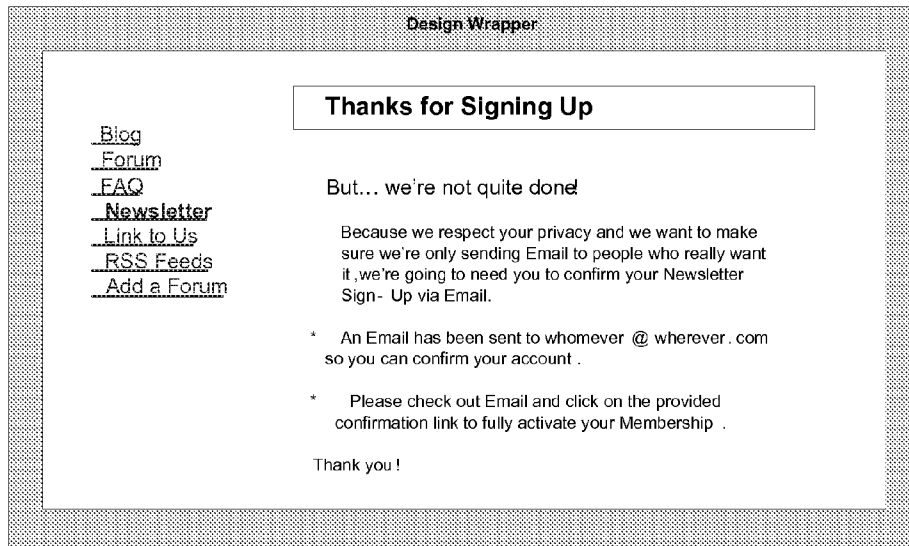 Design Wrapper
Thanks for Signing Up
Blog
Forum
FAQ
Newsletter
Link to Us
RSS Feeds
Add a Forum
But... we're not quite done!
Because we respect your privacy and we want to make
sure we're only sending Email to people who really want
it ,we're going to need you to confirm your Newsletter
Sign- Up via Email.
* An Email has been sent to whomever @ wherever . com
so you can confirm your account .
* Please check out Email and click on the provided
confirmation link to fully activate your Membership .
Thank you !